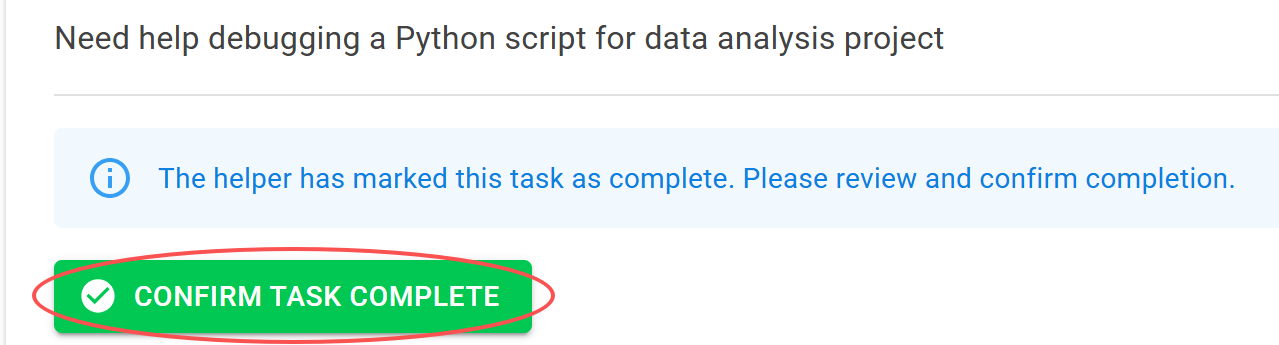 Need help debugging a Python script for data analysis project
The helper has marked this task as complete. Please review and confirm completion.
CONFIRM TASK COMPLETE